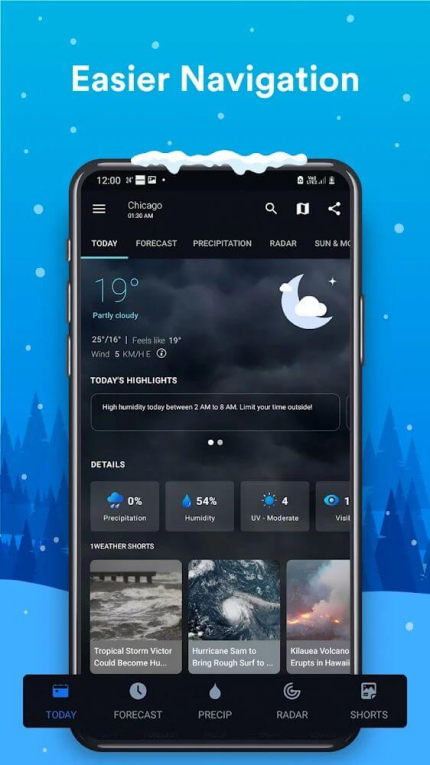 Easier Navigation
12:00 24°
Chicago
01:30 AM
TODAY FORECAST PRECIPITATION RADAR SUN & MO
19°
Partly cloudy
25°/16° | Feels like 19°
Wind 5 KM/H E
TODAY'S HIGHLIGHTS
High humidity today between 2 AM to 8 AM. Limit your time outside!
DETAILS
0% 54% 4 1
Precipitation Humidity UV - Moderate Visil
1WEATHER SHORTS
Tropical Storm Victor
Could Become Hu...
Hurricane Sam to
Bring Rough Surf to ...
Kilauea Volcano
Erupts in Hawaii
TODAY FORECAST PRECIP RADAR SHORTS